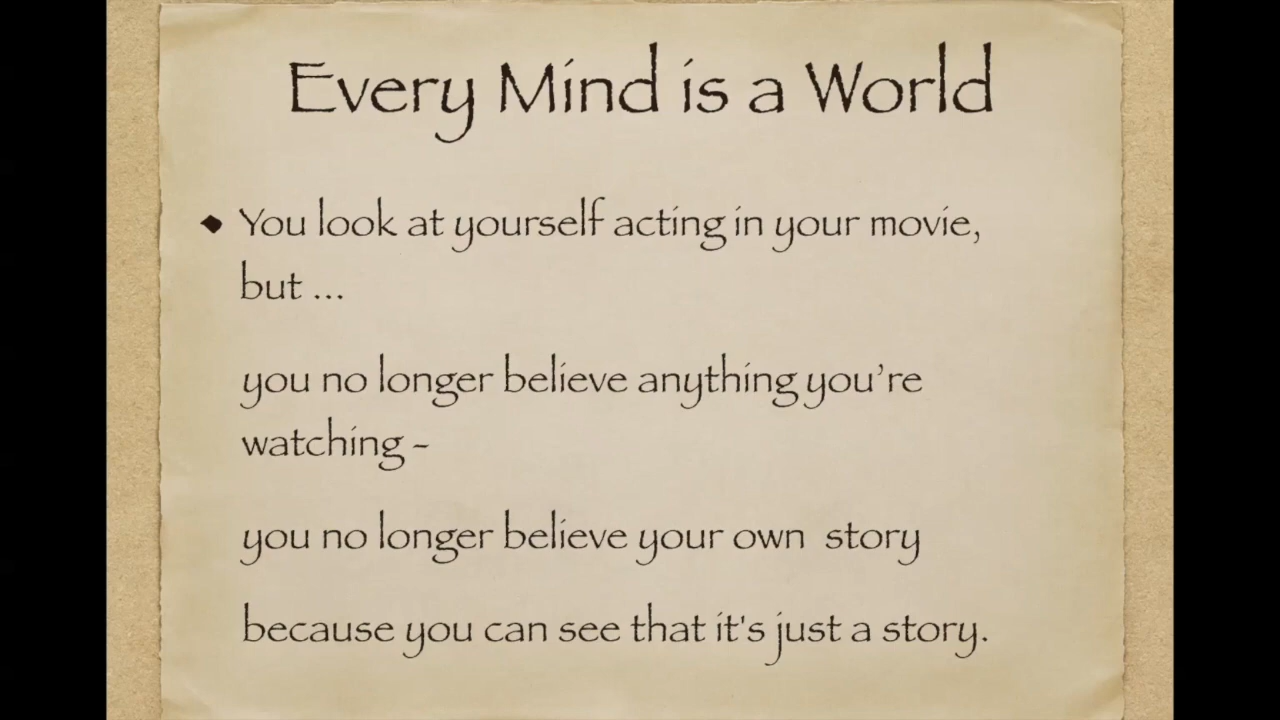 Every Mind is a World
◆ You look at yourself acting in your movie,
but ...
you no longer believe anything you're
watching -
you no longer believe your own  story
because you can see that it's just a story.